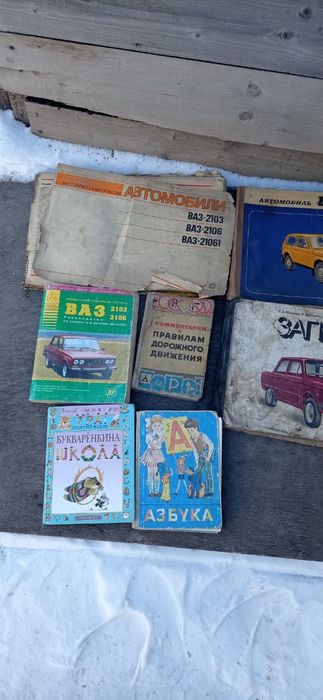 АВТОМОБИЛИ
ВАЗ-2103
ВАЗ-2106
ВАЗ-21061
АВТОМОБИЛЬ
ВАЗ 2103
2106
КОММЕНТАРИИ
К
ПРАВИЛАМ
ДОРОЖНОГО
ДВИЖЕНИЯ
ЗАП
БУКВАРЁНКИНА
ШКОЛА
А
АЗБУКА